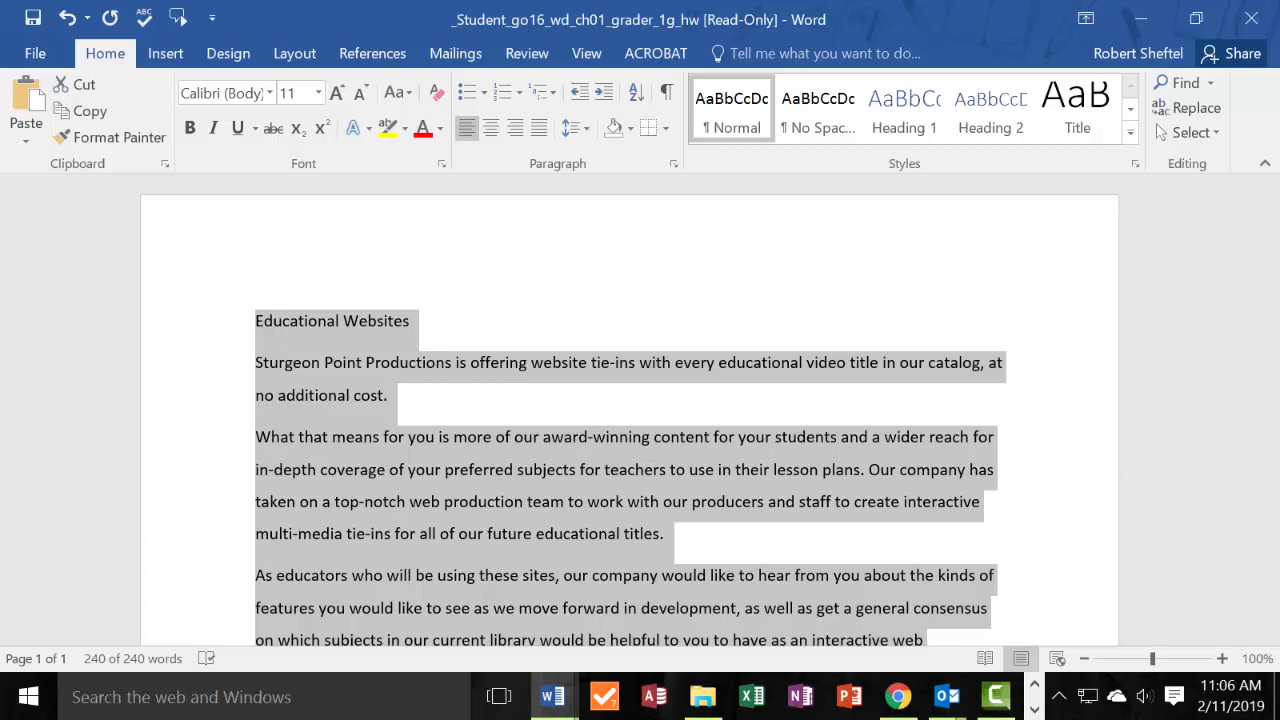 _Student_go16_wd_ch01_grader_1g_hw [Read-Only] - Word
File Home Insert Design Layout References Mailings Review View ACROBAT Tell me what you want to do... Robert Sheftel Share
Paste
Cut
Copy
Format Painter
Calibri (Body) 11
¶ Normal
¶ No Spac...
Heading 1
Heading 2
Title
Find
Replace
Select
Clipboard Font Paragraph Styles Editing
Educational Websites
Sturgeon Point Productions is offering website tie-ins with every educational video title in our catalog, at
no additional cost.
What that means for you is more of our award-winning content for your students and a wider reach for
in-depth coverage of your preferred subjects for teachers to use in their lesson plans. Our company has
taken on a top-notch web production team to work with our producers and staff to create interactive
multi-media tie-ins for all of our future educational titles.
As educators who will be using these sites, our company would like to hear from you about the kinds of
features you would like to see as we move forward in development, as well as get a general consensus
on which subjects in our current library would be helpful to you to have as an interactive web
Page 1 of 1 240 of 240 words 100%
Search the web and Windows
11:06 AM
2/11/2019